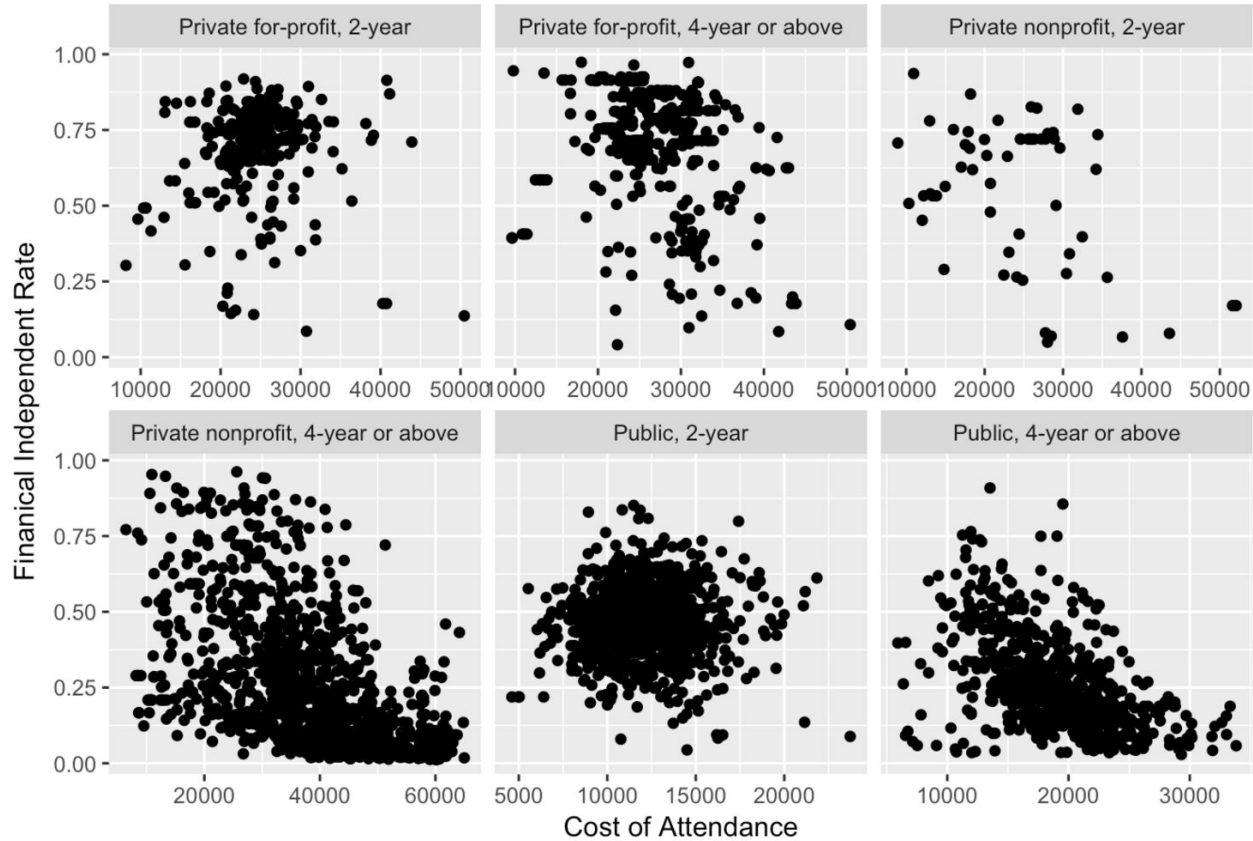 Private for-profit, 2-year
Private for-profit, 4-year or above
Private nonprofit, 2-year
1.00
0.75
0.50
0.25
0.00
10000 20000 30000 40000 50000
10000 20000 30000 40000 50000
10000 20000 30000 40000 50000
Private nonprofit, 4-year or above
Public, 2-year
Public, 4-year or above
1.00
0.75
0.50
0.25
0.00
20000 40000 60000
5000 10000 15000 20000
10000 20000 30000
Cost of Attendance
Finanical Independent Rate